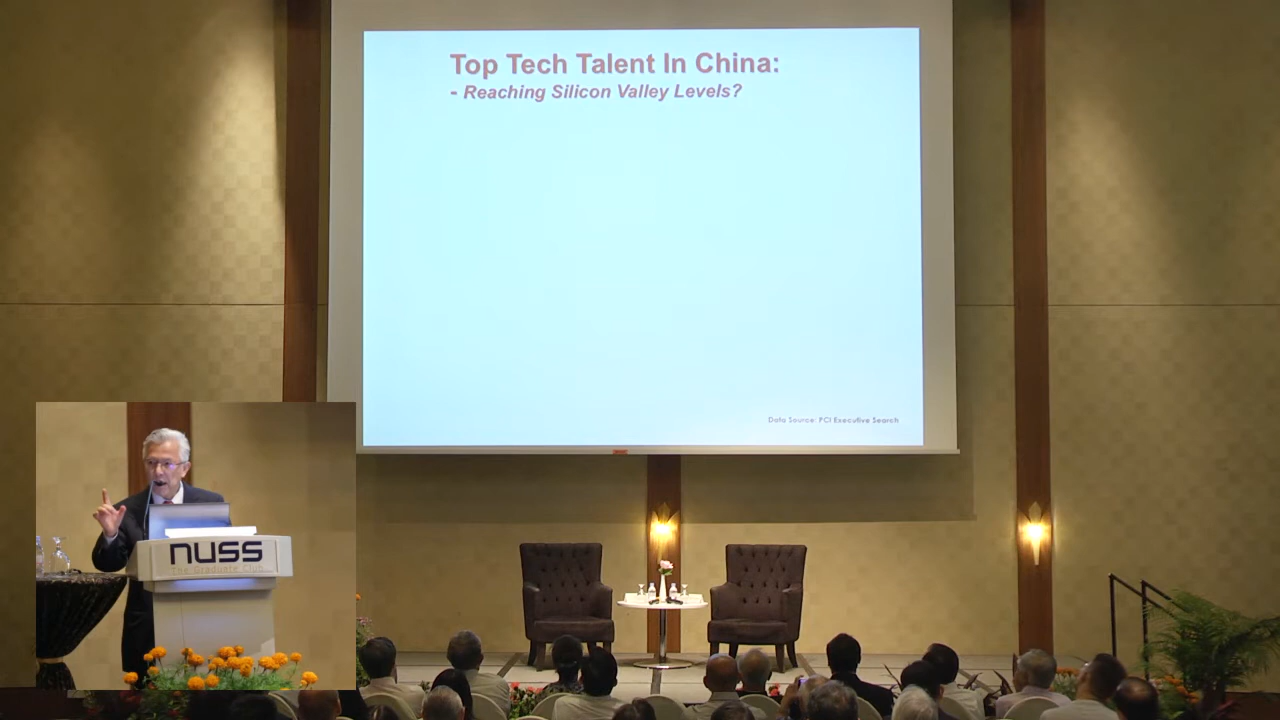 Top Tech Talent In China:
- Reaching Silicon Valley Levels?
Data Source: PCI Executive Search
nuss
The Graduate Club